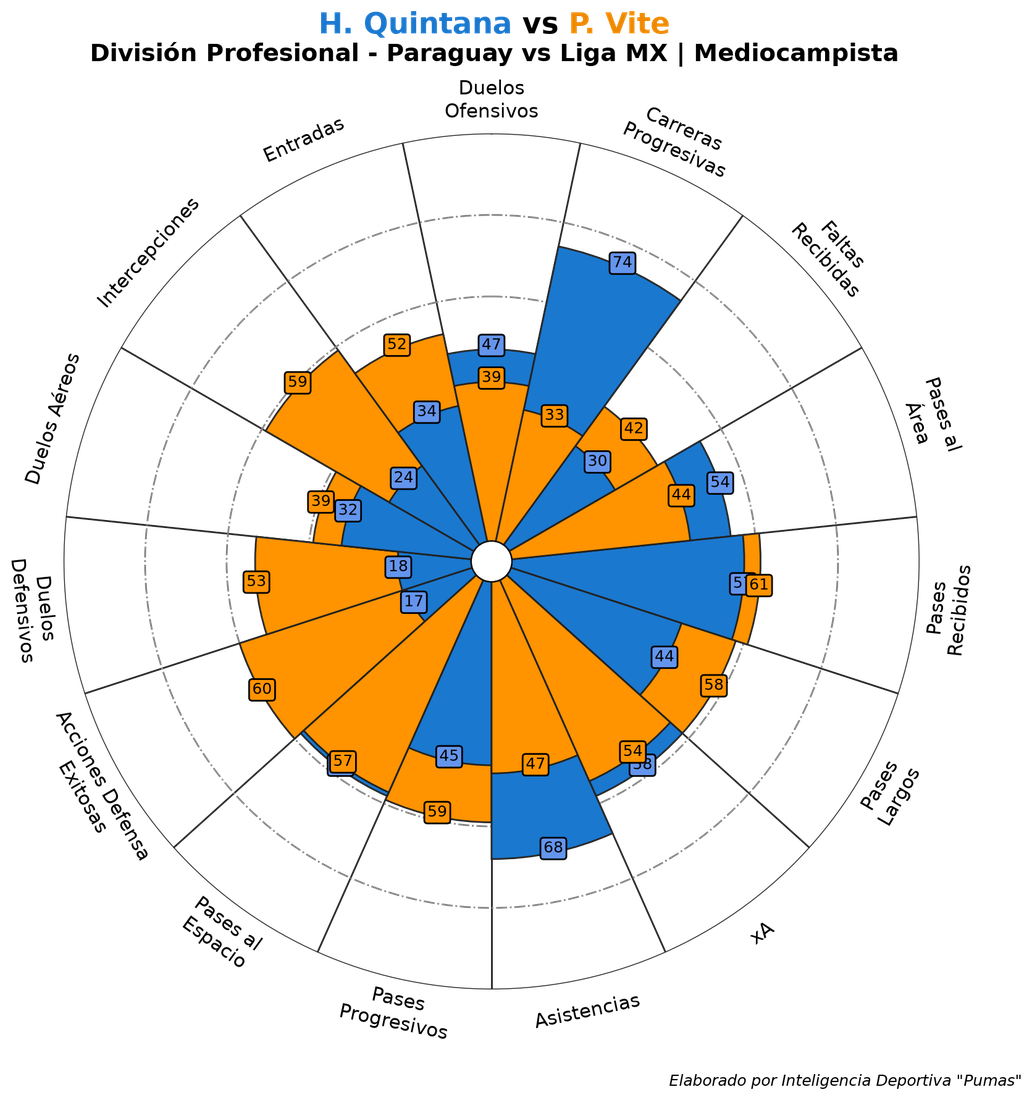 H. Quintana vs P. Vite
División Profesional - Paraguay vs Liga MX | Mediocampista
Duelos
Ofensivos
47
39
Carreras
Progresivas
74
33
Faltas
Recibidas
42
30
Pases al
Área
54
44
Pases
Recibidos
61
Pases
Largos
44
58
xA
54
58
Asistencias
47
68
Pases
Progresivos
45
59
Pases al
Espacio
57
Acciones Defensa
Exitosas
17
60
Duelos
Defensivos
18
53
Duelos Aéreos
39
32
Intercepciones
59
24
Entradas
52
34
Elaborado por Inteligencia Deportiva "Pumas"